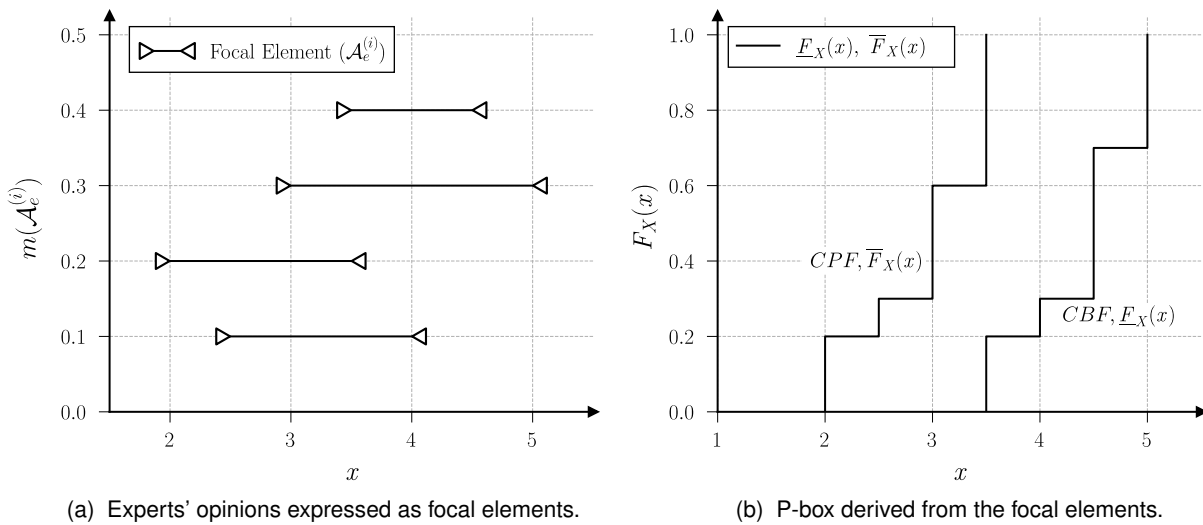 0.5
0.4
0.3
0.2
0.1
0.0
2
3
4
5
x
m(𝒜ₑ⁽ⁱ⁾)
Focal Element (𝒜ₑ⁽ⁱ⁾)
(a) Experts' opinions expressed as focal elements.
1.0
0.8
0.6
0.4
0.2
0.0
1
2
3
4
5
x
F_X(x)
F̲_X(x), F̅_X(x)
CPF, F̅_X(x)
CBF, F̲_X(x)
(b) P-box derived from the focal elements.